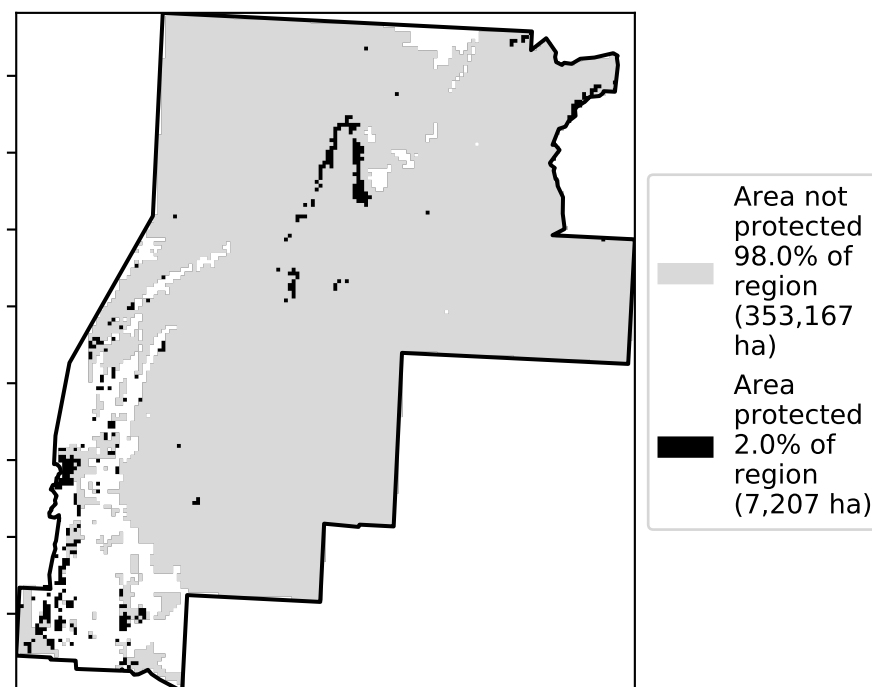 Area not
protected
98.0% of
region
(353,167
ha)
Area
protected
2.0% of
region
(7,207 ha)